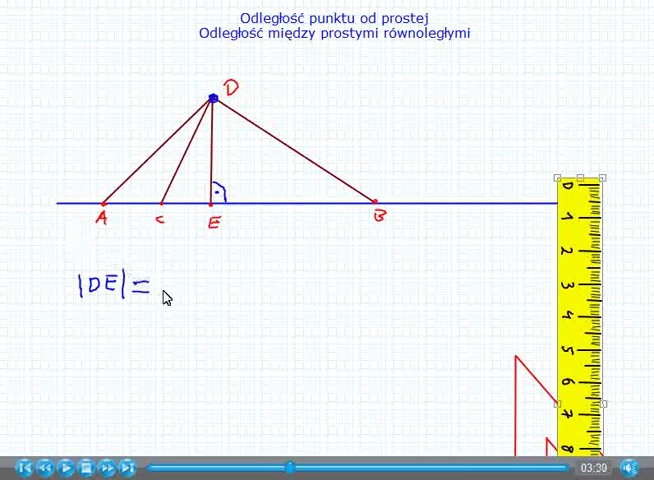 Odległość punktu od prostej
Odległość między prostymi równoległymi
D
A
C
E
B
|DE|=
0
1
2
3
4
5
6
7
8
03:39